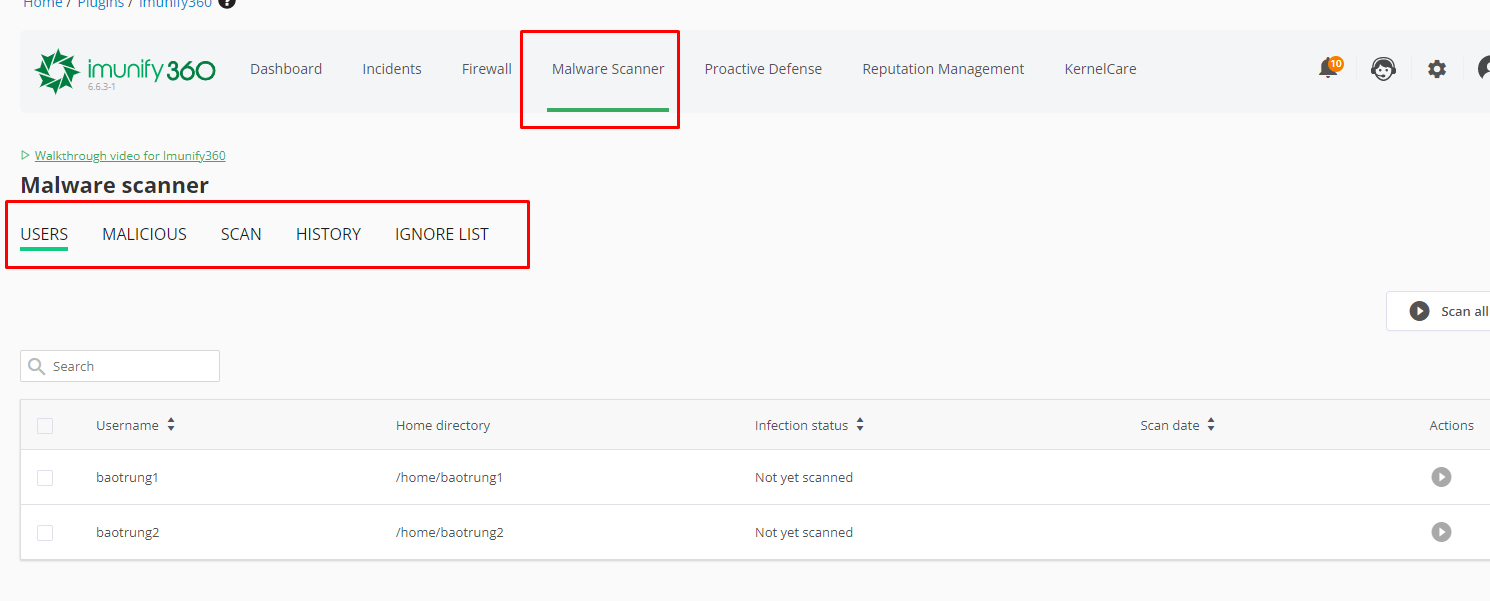 Home / Plugins / Imunify360 ?
imunify 360 Dashboard Incidents Firewall Malware Scanner Proactive Defense Reputation Management KernelCare 10
6.6.3-1
Walkthrough video for Imunify360
Malware scanner
USERS MALICIOUS SCAN HISTORY IGNORE LIST
Scan all
Search
Username Home directory Infection status Scan date Actions
baotrung1 /home/baotrung1 Not yet scanned
baotrung2 /home/baotrung2 Not yet scanned